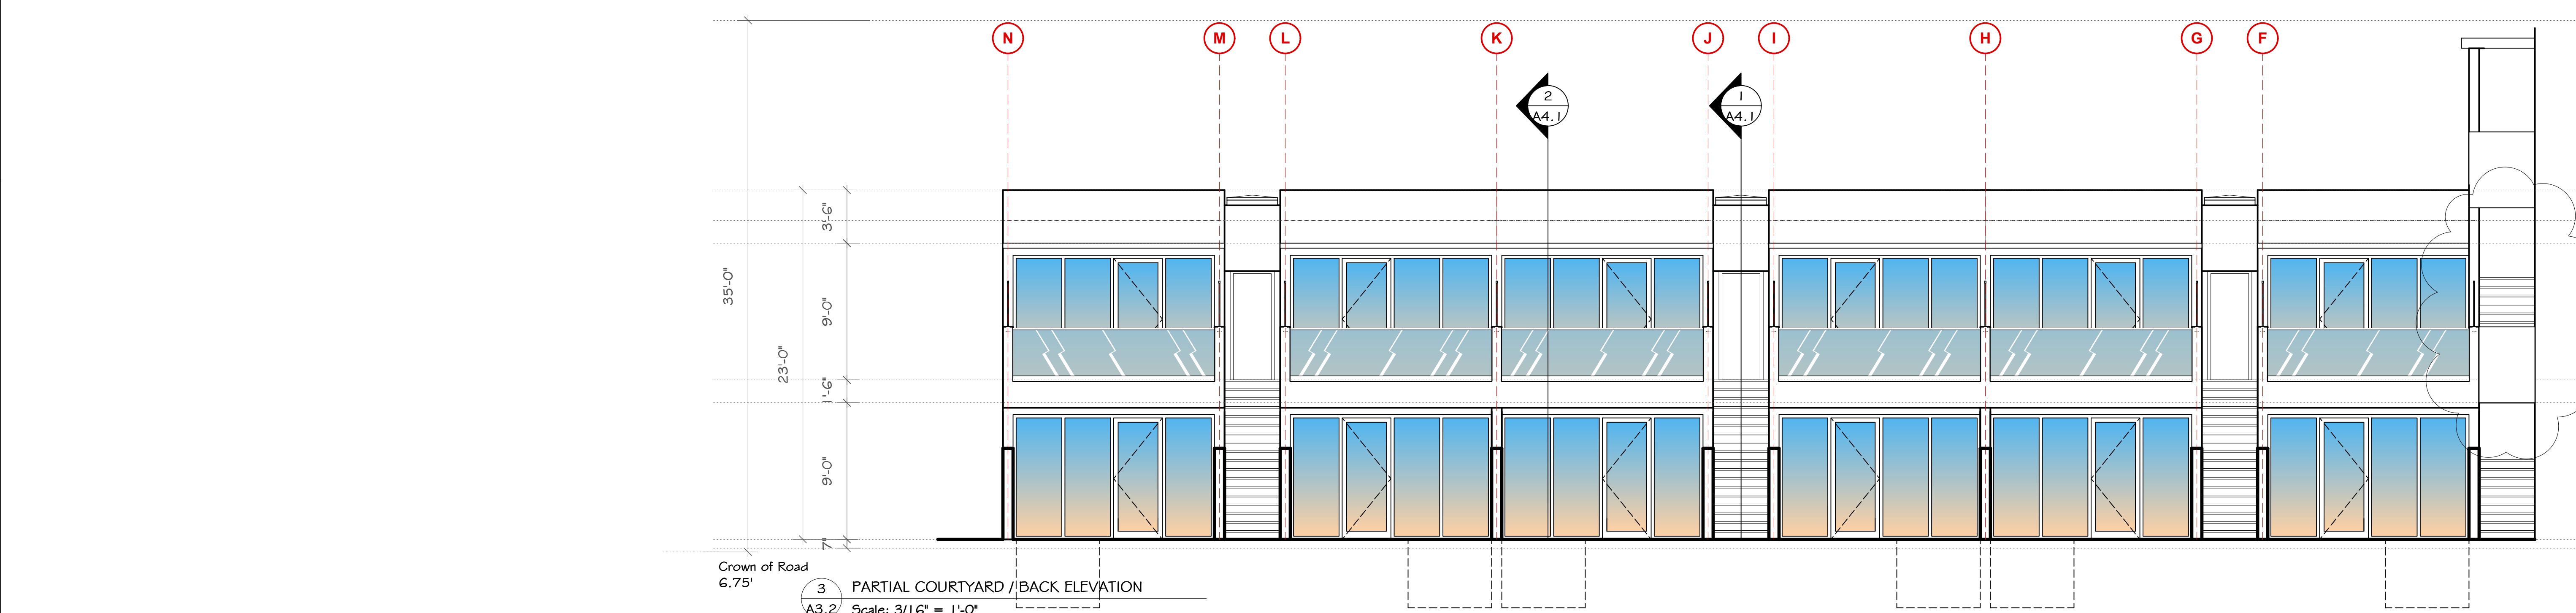 N M L K J I H G F
2
A4.1
1
A4.1
3'-6"
35'-0"
9'-0"
23'-0"
1'-6"
9'-0"
7"
Crown of Road
6.75'
3
A3.2
PARTIAL COURTYARD / BACK ELEVATION
Scale: 3/16" = 1'-0"